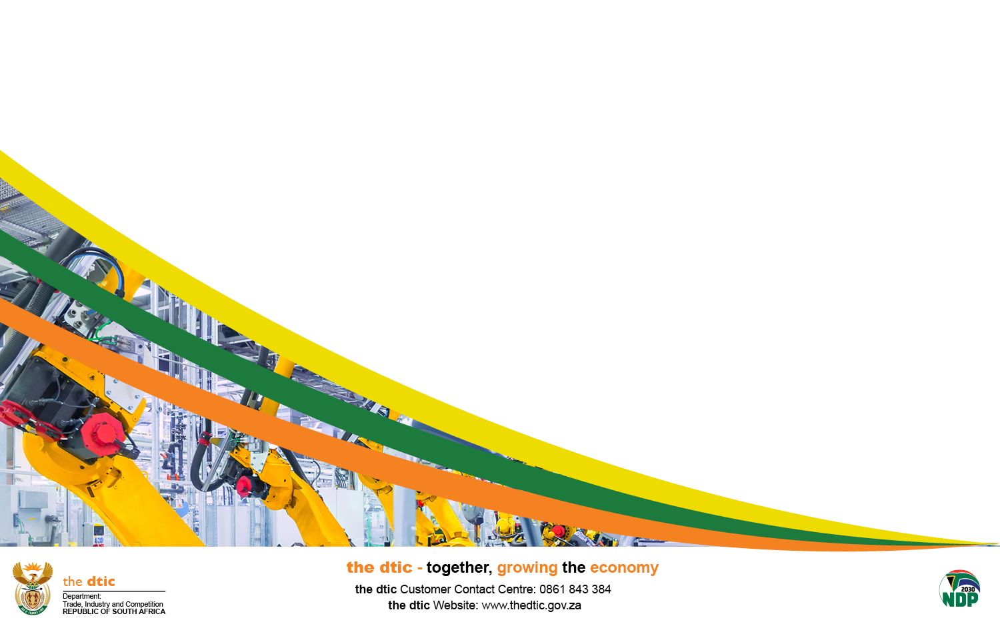 the dtic - together, growing the economy
the dtic Customer Contact Centre: 0861 843 384
the dtic Website: www.thedtic.gov.za
the dtic
Department:
Trade, Industry and Competition
REPUBLIC OF SOUTH AFRICA
2030
NDP